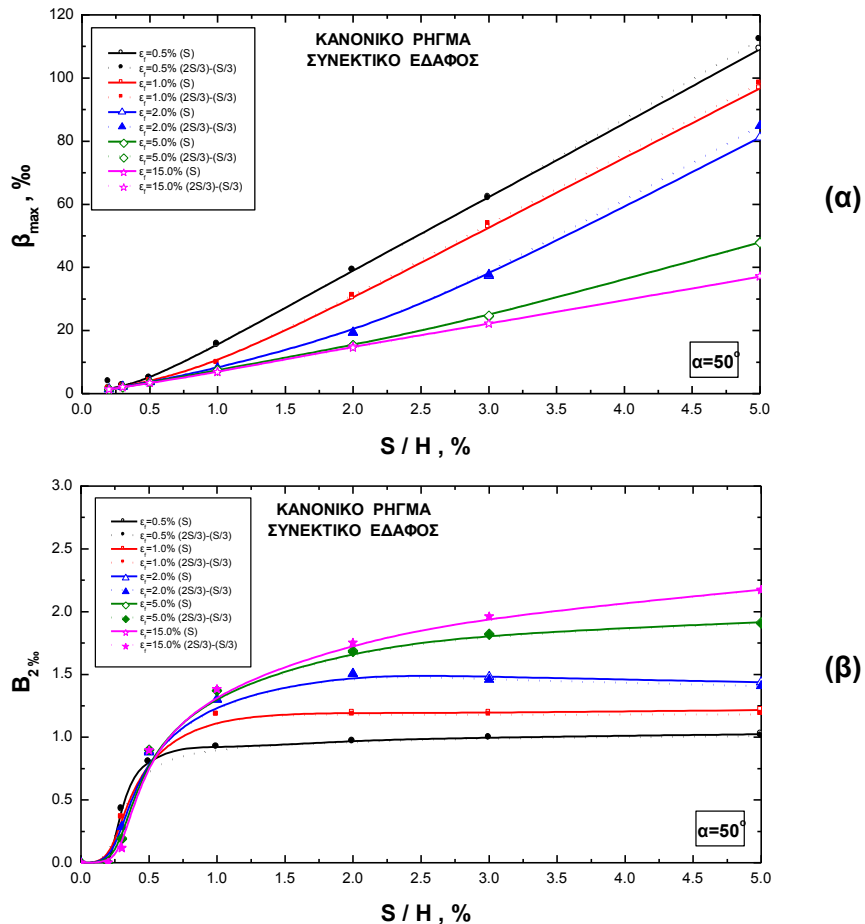 120
100
80
60
40
20
0
β_max , ‰
ε_f=0.5% (S)
ε_f=0.5% (2S/3)-(S/3)
ε_f=1.0% (S)
ε_f=1.0% (2S/3)-(S/3)
ε_f=2.0% (S)
ε_f=2.0% (2S/3)-(S/3)
ε_f=5.0% (S)
ε_f=5.0% (2S/3)-(S/3)
ε_f=15.0% (S)
ε_f=15.0% (2S/3)-(S/3)
ΚΑΝΟΝΙΚΟ ΡΗΓΜΑ
ΣΥΝΕΚΤΙΚΟ ΕΔΑΦΟΣ
α=50°
(α)
0.0 0.5 1.0 1.5 2.0 2.5 3.0 3.5 4.0 4.5 5.0
S / H , %
3.0
2.5
2.0
1.5
1.0
0.5
0.0
B_2‰
ε_f=0.5% (S)
ε_f=0.5% (2S/3)-(S/3)
ε_f=1.0% (S)
ε_f=1.0% (2S/3)-(S/3)
ε_f=2.0% (S)
ε_f=2.0% (2S/3)-(S/3)
ε_f=5.0% (S)
ε_f=5.0% (2S/3)-(S/3)
ε_f=15.0% (S)
ε_f=15.0% (2S/3)-(S/3)
ΚΑΝΟΝΙΚΟ ΡΗΓΜΑ
ΣΥΝΕΚΤΙΚΟ ΕΔΑΦΟΣ
α=50°
(β)
0.0 0.5 1.0 1.5 2.0 2.5 3.0 3.5 4.0 4.5 5.0
S / H , %